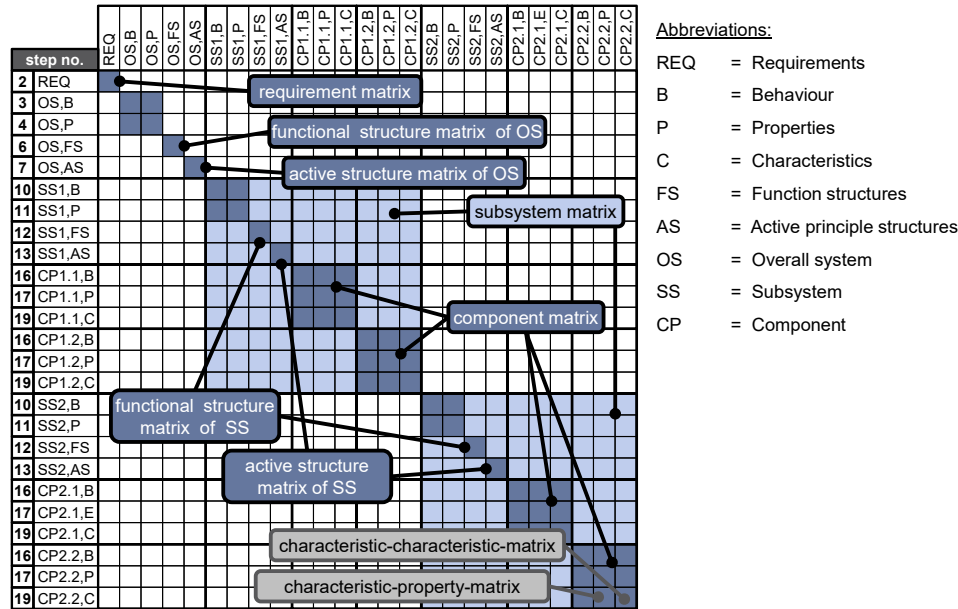 REQ
OS,B
OS,P
OS,FS
OS,AS
SS1,B
SS1,P
SS1,FS
SS1,AS
CP1.1,B
CP1.1,P
CP1.1,C
CP1.2,B
CP1.2,P
CP1.2,C
SS2,B
SS2,P
SS2,FS
SS2,AS
CP2.1,B
CP2.1,E
CP2.1,C
CP2.2,B
CP2.2,P
CP2.2,C
step no.
2 REQ
3 OS,B
4 OS,P
6 OS,FS
7 OS,AS
10 SS1,B
11 SS1,P
12 SS1,FS
13 SS1,AS
16 CP1.1,B
17 CP1.1,P
19 CP1.1,C
16 CP1.2,B
17 CP1.2,P
19 CP1.2,C
10 SS2,B
11 SS2,P
12 SS2,FS
13 SS2,AS
16 CP2.1,B
17 CP2.1,E
19 CP2.1,C
16 CP2.2,B
17 CP2.2,P
19 CP2.2,C
requirement matrix
functional structure matrix of OS
active structure matrix of OS
subsystem matrix
component matrix
functional structure
matrix of SS
active structure
matrix of SS
characteristic-characteristic-matrix
characteristic-property-matrix
Abbreviations:
REQ = Requirements
B = Behaviour
P = Properties
C = Characteristics
FS = Function structures
AS = Active principle structures
OS = Overall system
SS = Subsystem
CP = Component